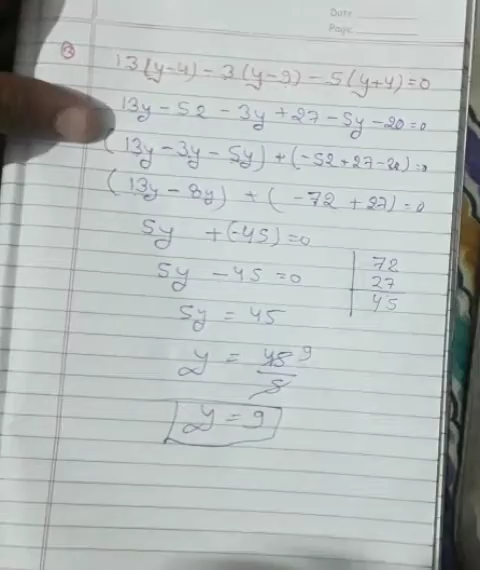 Date
Page
3
13(y-4) - 3(y-9) - 5(y+4) = 0
13y - 52 - 3y + 27 - 5y - 20 = 0
(13y - 3y - 5y) + (-52 + 27 - 20) = 0
(13y - 8y) + (-72 + 27) = 0
5y + (-45) = 0
5y - 45 = 0
72
27
45
5y = 45
y = 45 9
5
y = 9